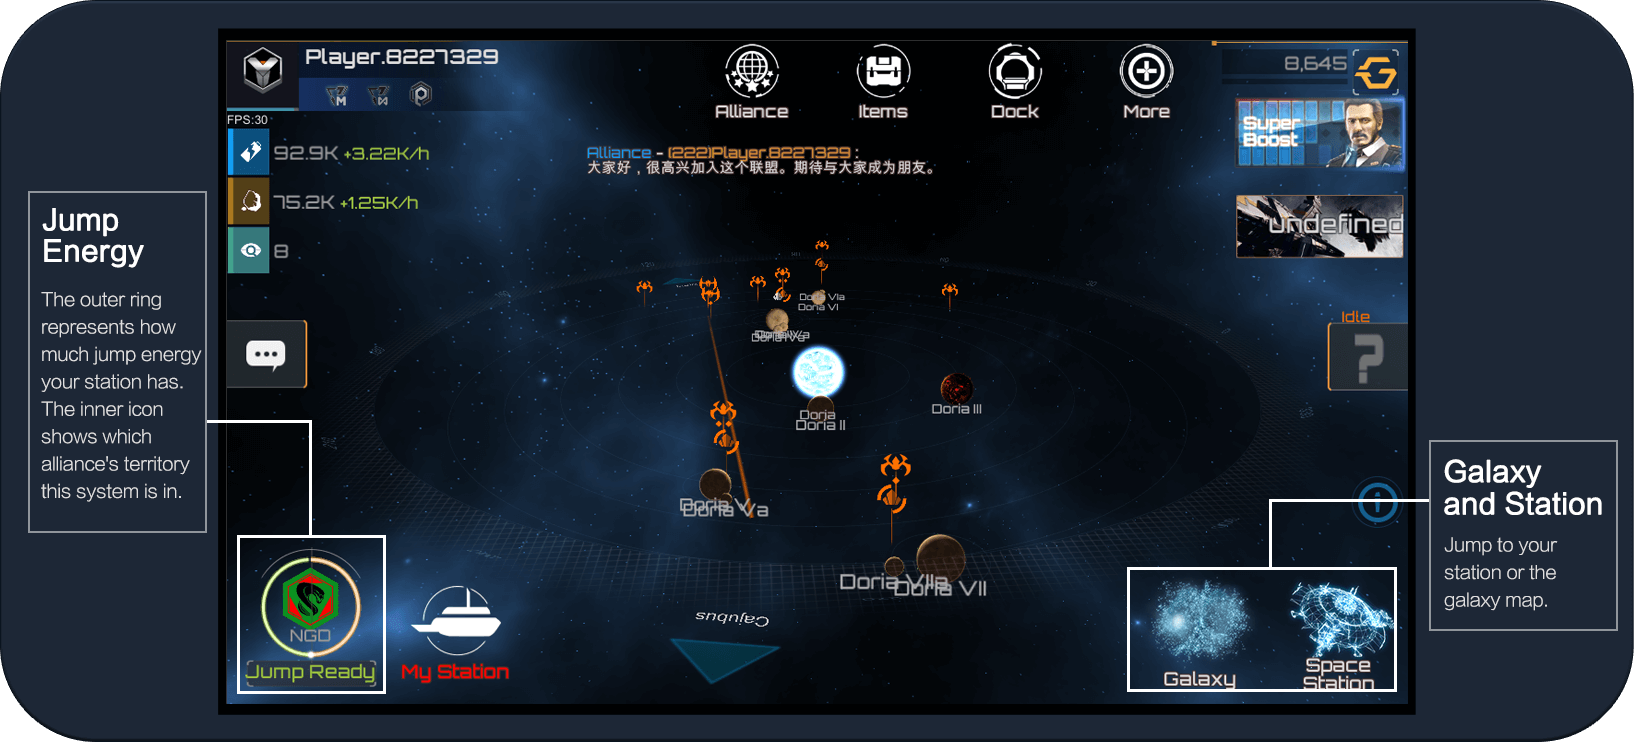 Player.8227329
FPS:30
92.9K +3.22K/h
75.2K +1.25K/h
8
Alliance
Items
Dock
More
8,645
Super
Boost
undefined
Alliance - (222)Player.8227329 :
大家好，很高兴加入这个联盟。期待与大家成为朋友。
Jump
Energy
The outer ring
represents how
much jump energy
your station has.
The inner icon
shows which
alliance's territory
this system is in.
Idle
?
Doria VIa
Doria VI
Doria
Doria II
Doria III
Doria Va
Doria VIIa
Doria VII
Cajubus
NGD
Jump Ready
My Station
Galaxy
Space
Station
Galaxy
and Station
Jump to your
station or the
galaxy map.